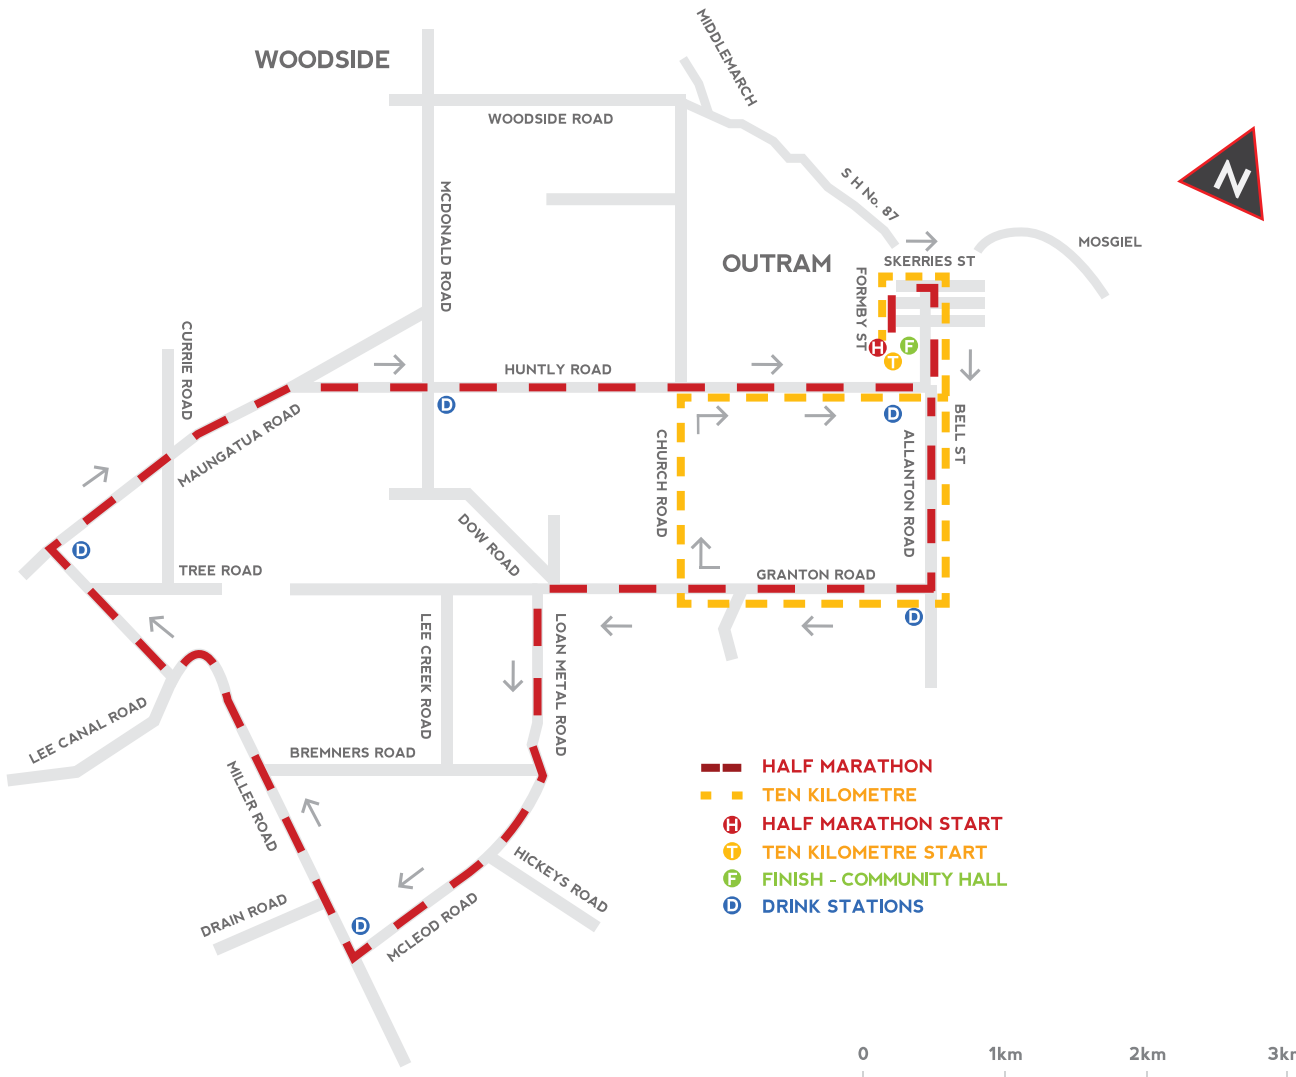 WOODSIDE
MIDDLEMARCH
WOODSIDE ROAD
N
MCDONALD ROAD
S H No. 87
MOSGIEL
OUTRAM
SKERRIES ST
FORMBY ST
H
F
T
CURRIE ROAD
HUNTLY ROAD
D
D
MAUNGATUA ROAD
BELL ST
CHURCH ROAD
ALLANTON ROAD
DOW ROAD
D
TREE ROAD
GRANTON ROAD
D
LEE CREEK ROAD
LOAN METAL ROAD
LEE CANAL ROAD
BREMNERS ROAD
MILLER ROAD
HICKEYS ROAD
DRAIN ROAD
D
MCLEOD ROAD
HALF MARATHON
TEN KILOMETRE
H HALF MARATHON START
T TEN KILOMETRE START
F FINISH - COMMUNITY HALL
D DRINK STATIONS
0 1km 2km 3k